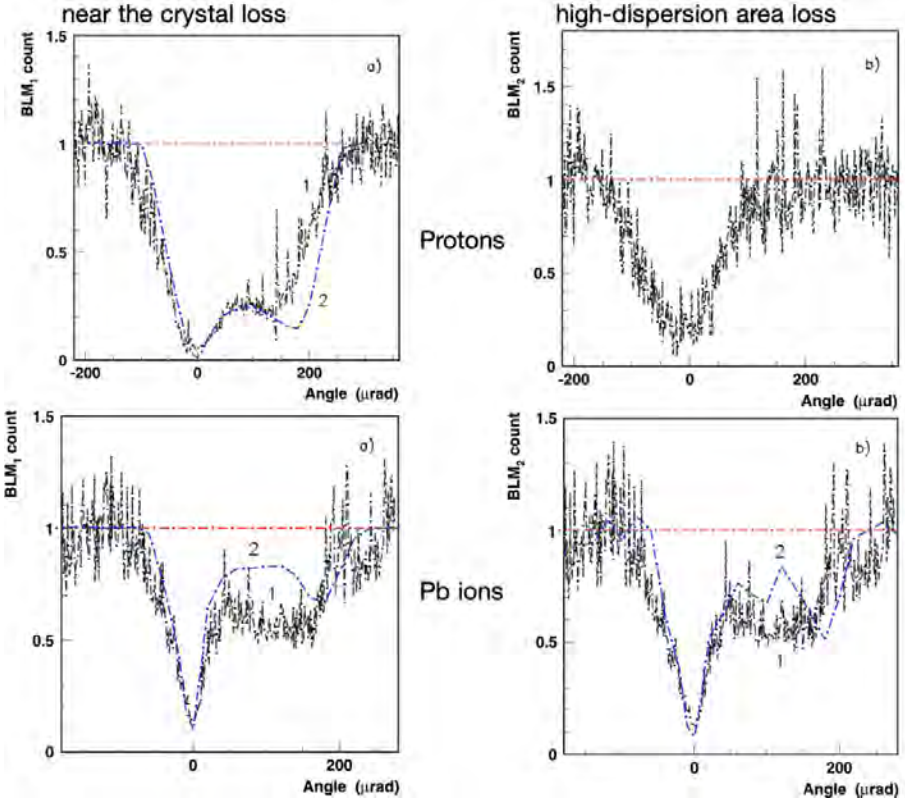 near the crystal loss
high-dispersion area loss
1.5
BLM1 count
a)
1
1
0.5
2
0
-200
0
200
Angle (μrad)
BLM2 count
b)
1.5
1
0.5
0
-200
0
200
Angle (μrad)
Protons
1.5
BLM1 count
a)
1
2
1
0.5
0
0
200
Angle (μrad)
1.5
BLM2 count
b)
1
2
0.5
1
0
0
200
Angle (μrad)
Pb ions